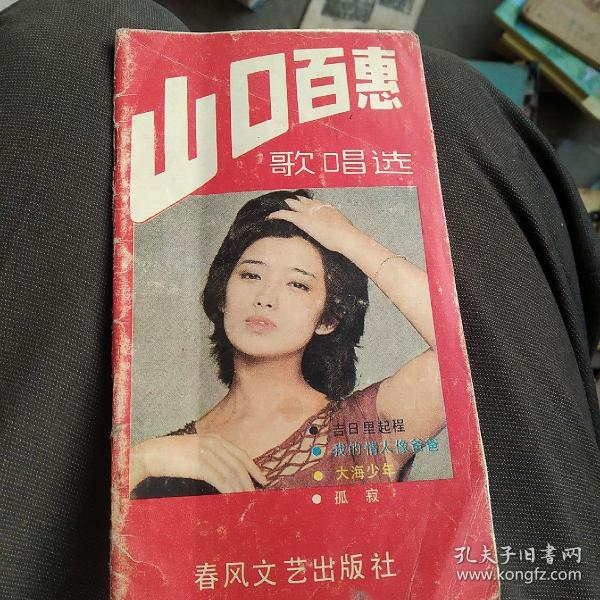 山口百惠
歌唱选
● 吉日里起程
● 我的情人像爸爸
● 大海少年
● 孤寂
春风文艺出版社
孔夫子旧书网
www.kongfz.com